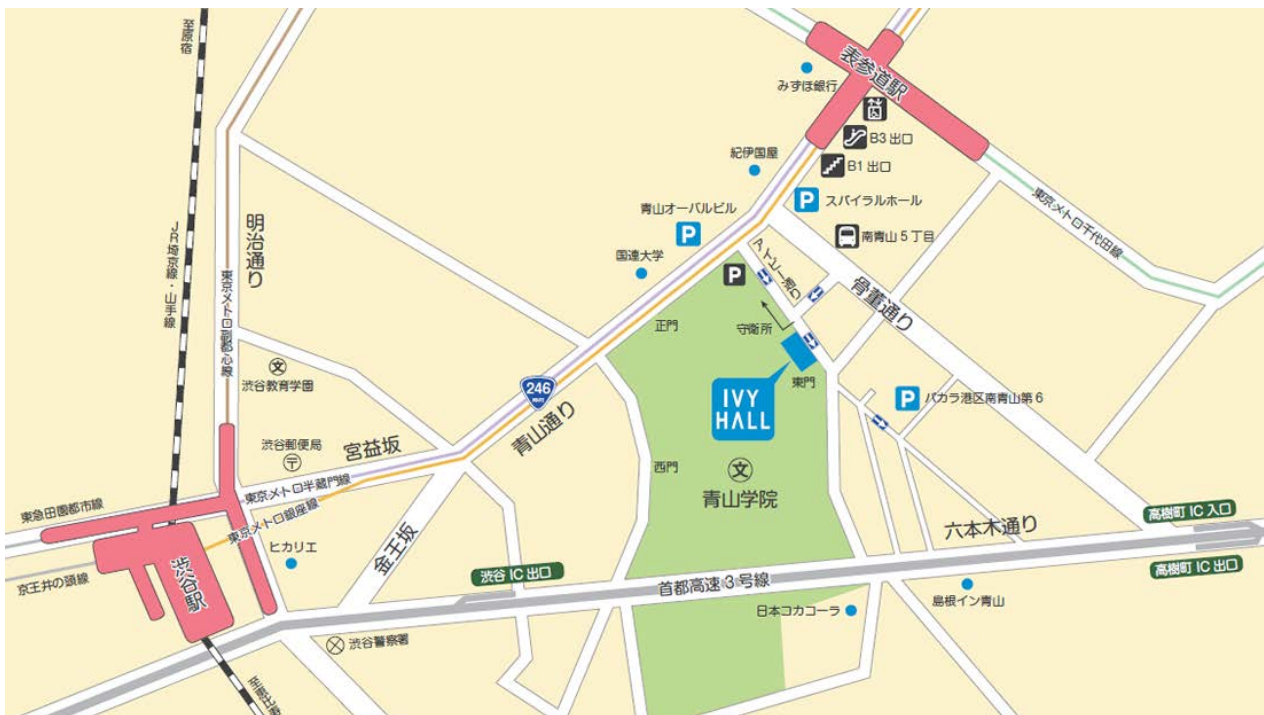 至原宿
表参道駅
みずほ銀行
B3 出口
B1 出口
紀伊国屋
スパイラルホール
P
青山オーバルビル
P
南青山5丁目
東京メトロ千代田線
国連大学
アイビー通り
P
骨董通り
明治通り
JR埼京線・山手線
東京メトロ副都心線
正門
守衛所
東門
IVY
HALL
P
バカラ港区南青山第6
文
渋谷教育学園
246
ROUTE
青山通り
渋谷郵便局
〒
宮益坂
西門
文
青山学院
東急田園都市線
東京メトロ半蔵門線
東京メトロ銀座線
ヒカリエ
金王坂
六本木通り
高樹町 IC 入口
高樹町 IC 出口
京王井の頭線
渋谷駅
渋谷 IC 出口
首都高速3号線
日本コカコーラ
島根イン青山
渋谷警察署